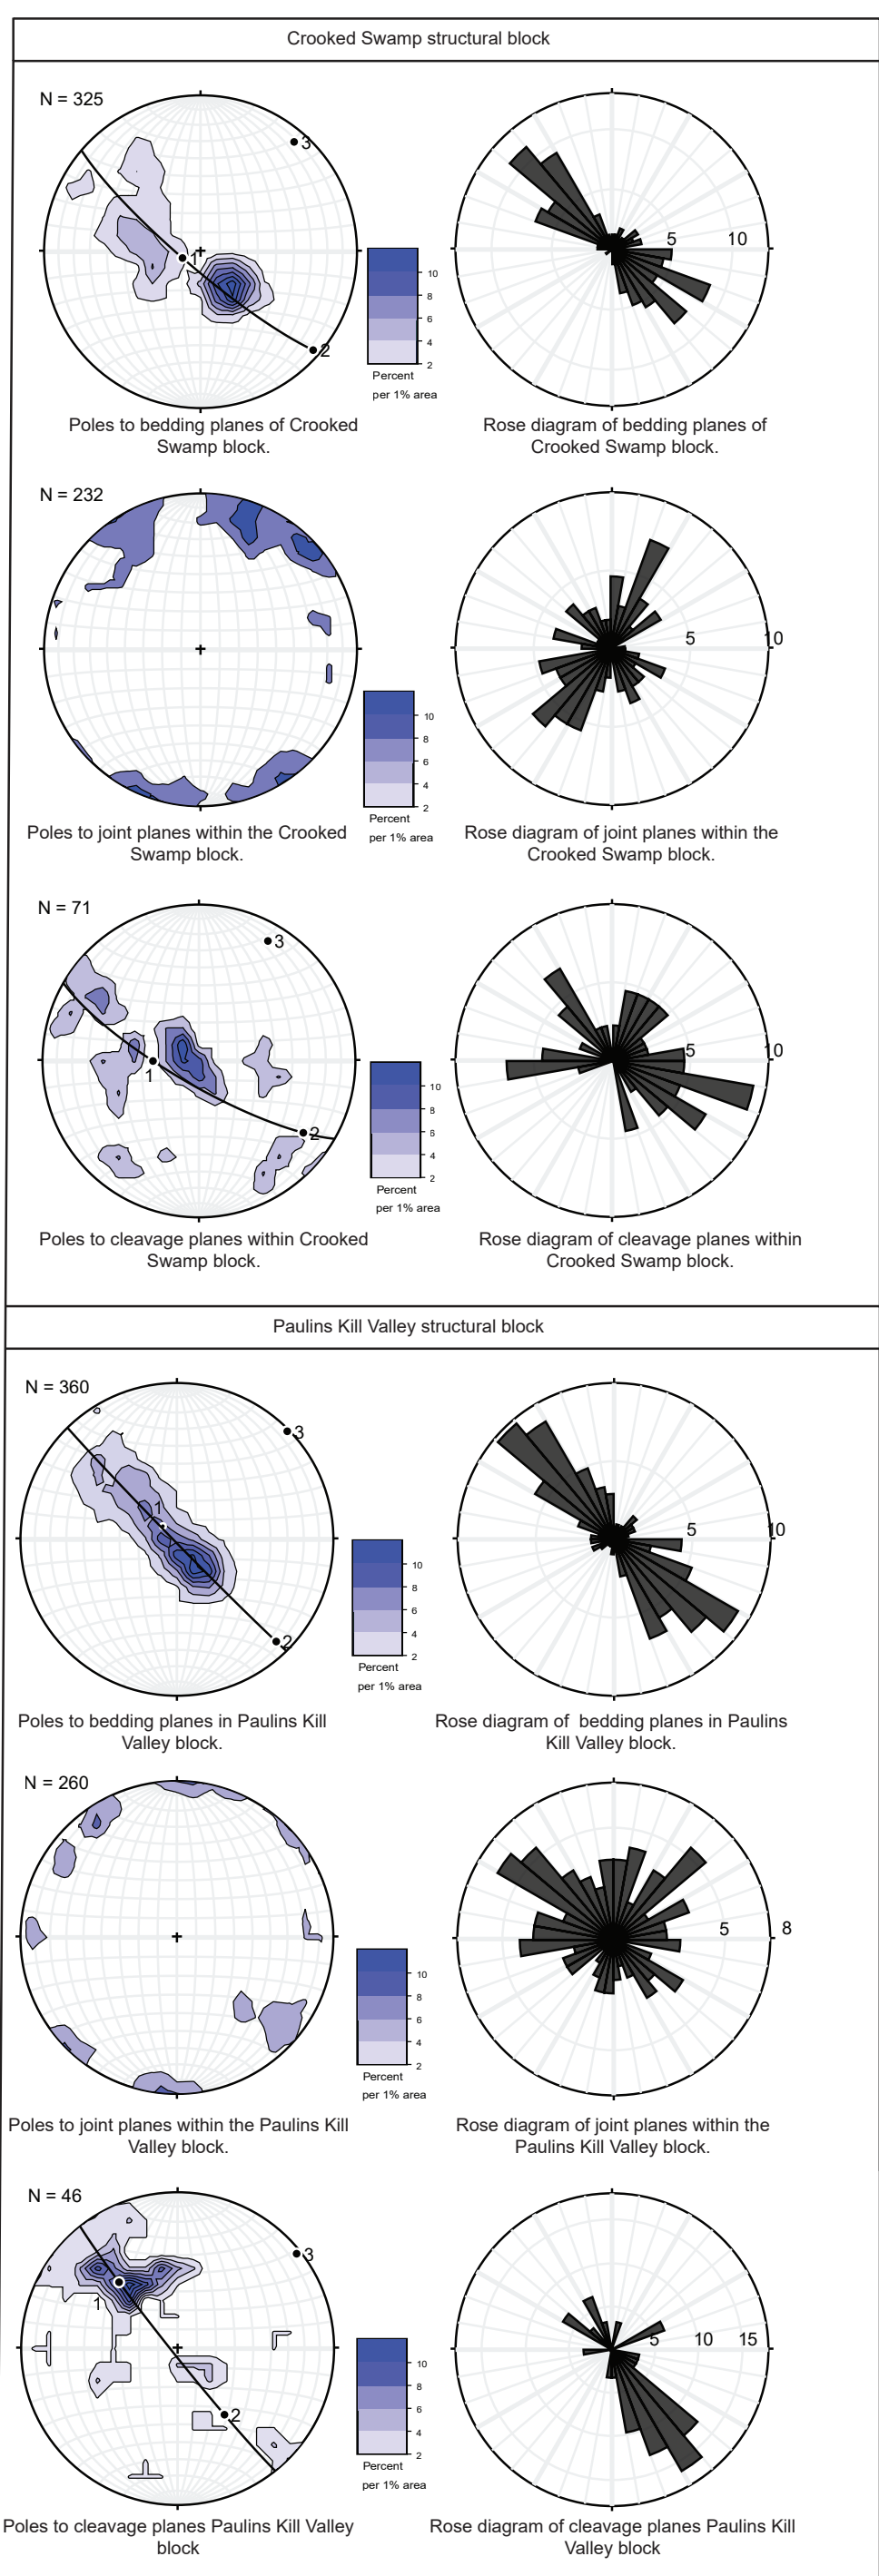 Crooked Swamp structural block
N = 325
3
1
2
10
8
6
4
2
Percent
per 1% area
5 10
Poles to bedding planes of Crooked
Swamp block.
Rose diagram of bedding planes of
Crooked Swamp block.
N = 232
10
8
6
4
2
Percent
per 1% area
5 10
Poles to joint planes within the Crooked
Swamp block.
Rose diagram of joint planes within the
Crooked Swamp block.
N = 71
3
1
2
10
8
6
4
2
Percent
per 1% area
5 10
Poles to cleavage planes within Crooked
Swamp block.
Rose diagram of cleavage planes within
Crooked Swamp block.
Paulins Kill Valley structural block
N = 360
3
1
2
10
8
6
4
2
Percent
per 1% area
5 10
Poles to bedding planes in Paulins Kill
Valley block.
Rose diagram of  bedding planes in Paulins
Kill Valley block.
N = 260
10
8
6
4
2
Percent
per 1% area
5 8
Poles to joint planes within the Paulins Kill
Valley block.
Rose diagram of joint planes within the
Paulins Kill Valley block.
N = 46
3
1
2
10
8
6
4
2
Percent
per 1% area
5 10 15
Poles to cleavage planes Paulins Kill Valley
block
Rose diagram of cleavage planes Paulins Kill
Valley block